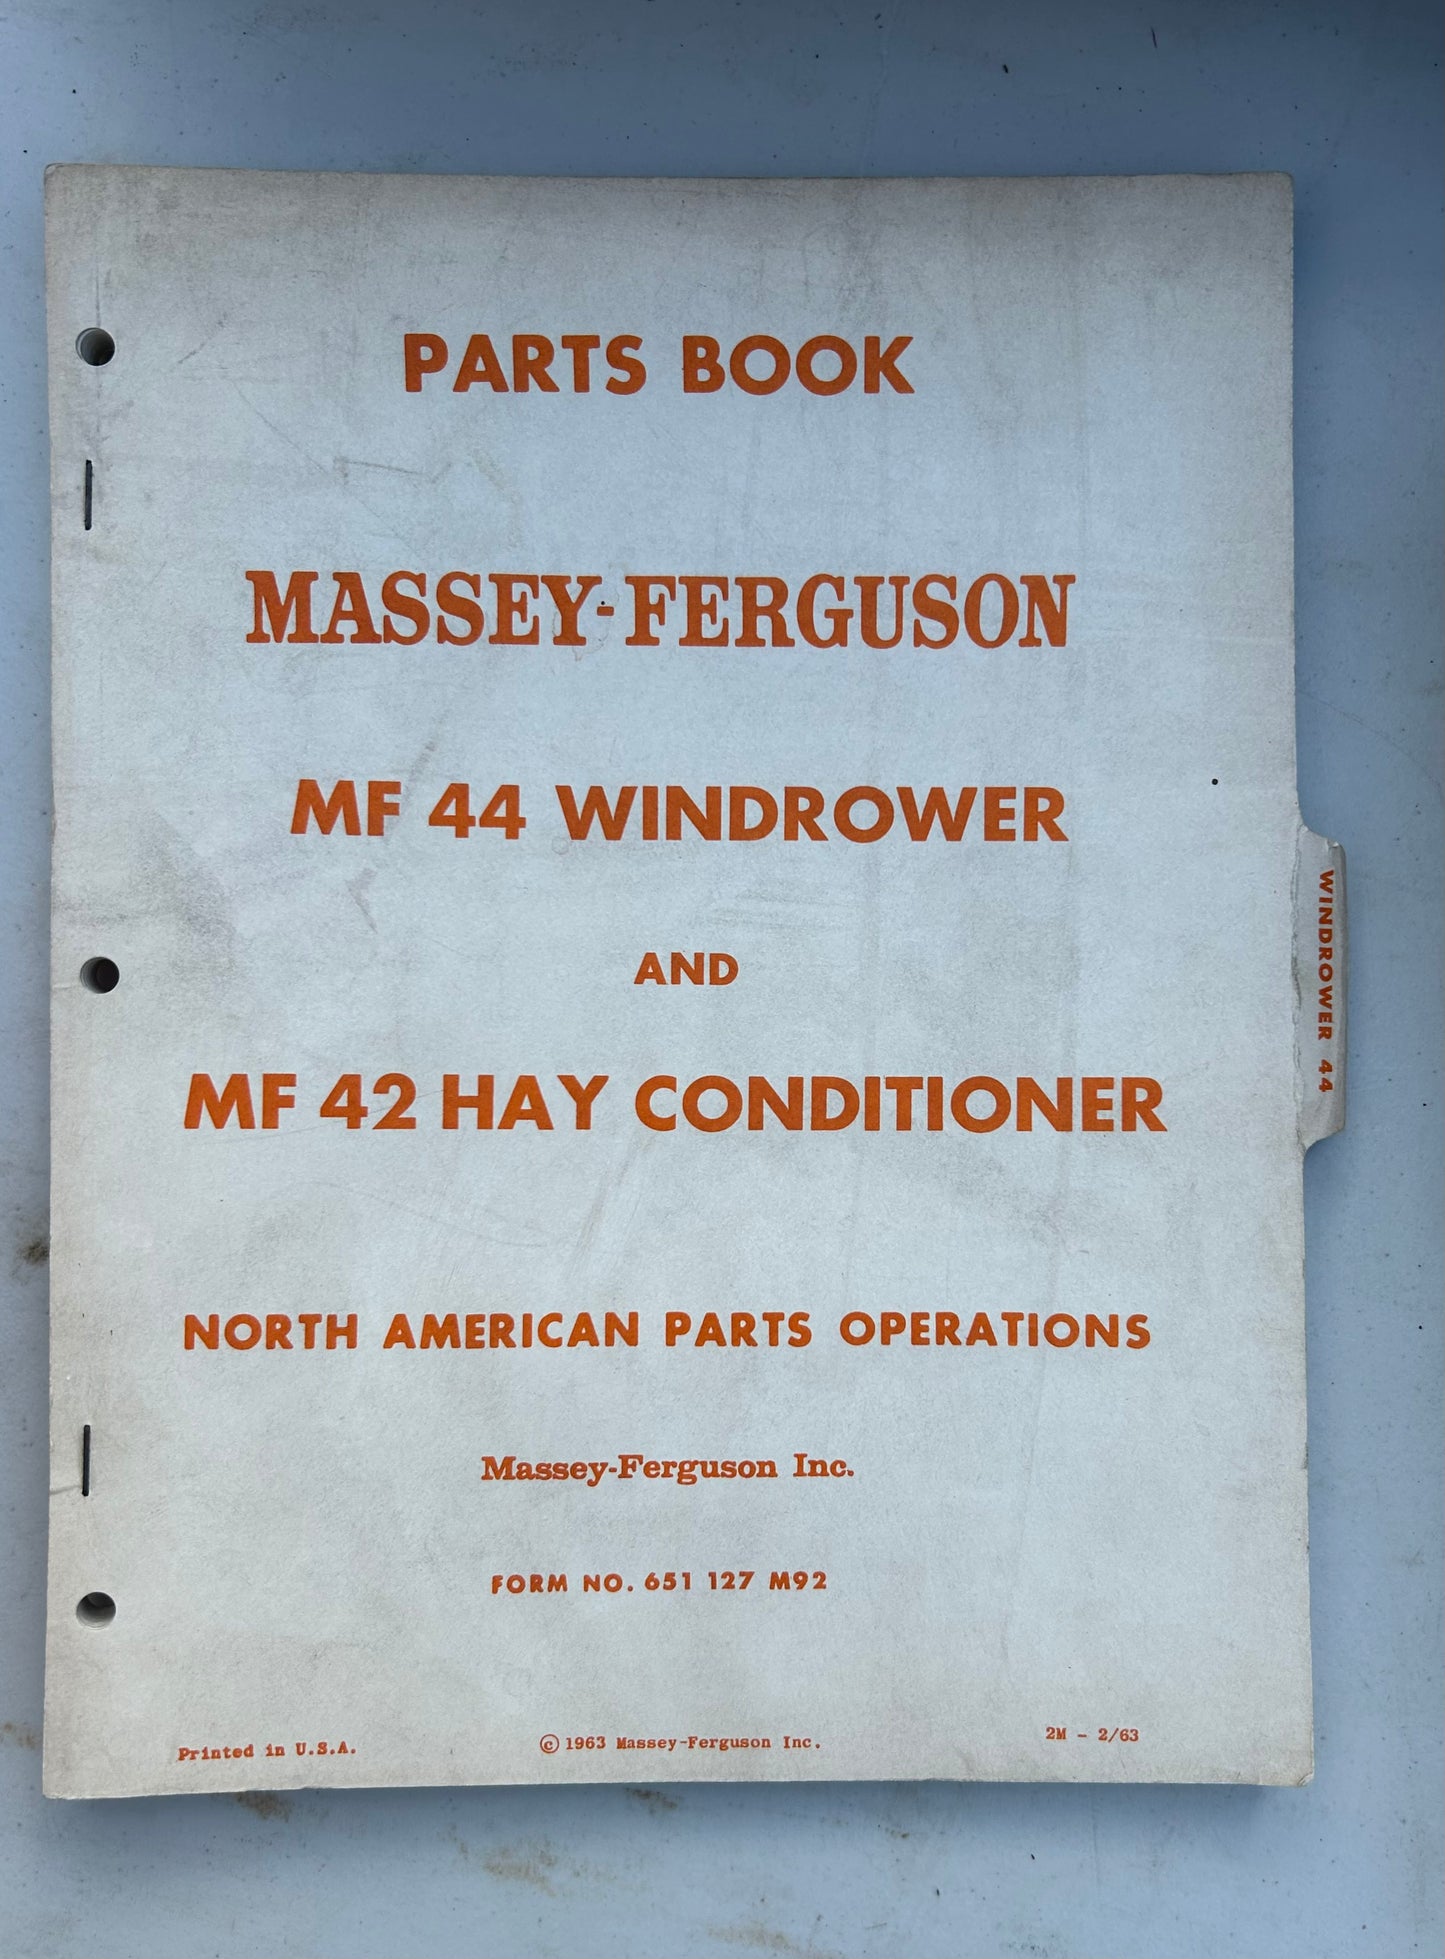 PARTS BOOK
MASSEY-FERGUSON
MF 44 WINDROWER
AND
MF 42 HAY CONDITIONER
WINDROWER 44
NORTH AMERICAN PARTS OPERATIONS
Massey-Ferguson Inc.
FORM NO. 651 127 M92
Printed in U.S.A.
© 1963 Massey-Ferguson Inc.
2M - 2/63